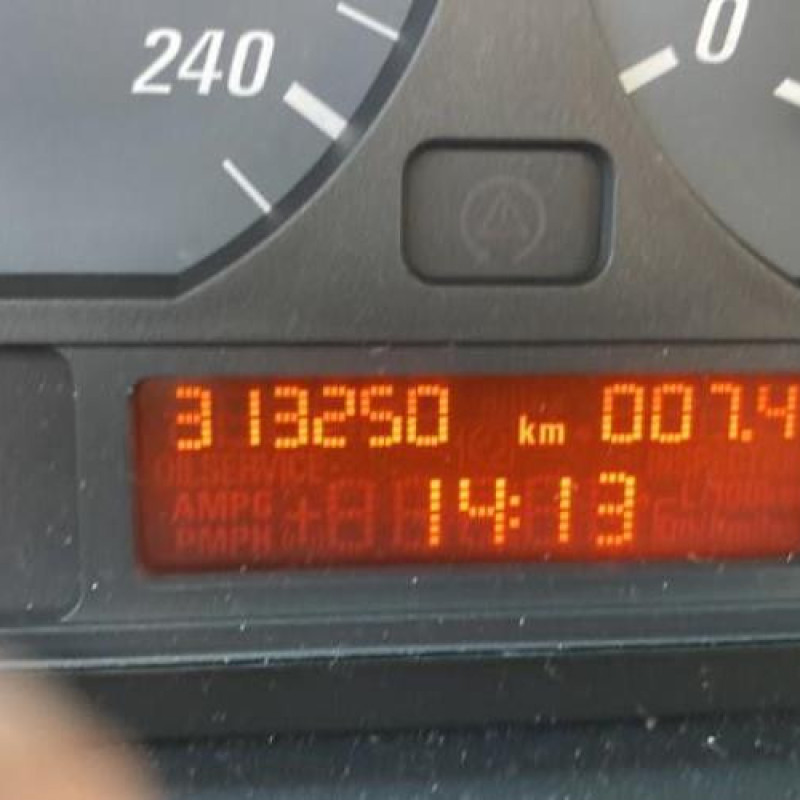 240
0
313250 km 007.4
OILSERVICE
AMPG
14:13
PMPH